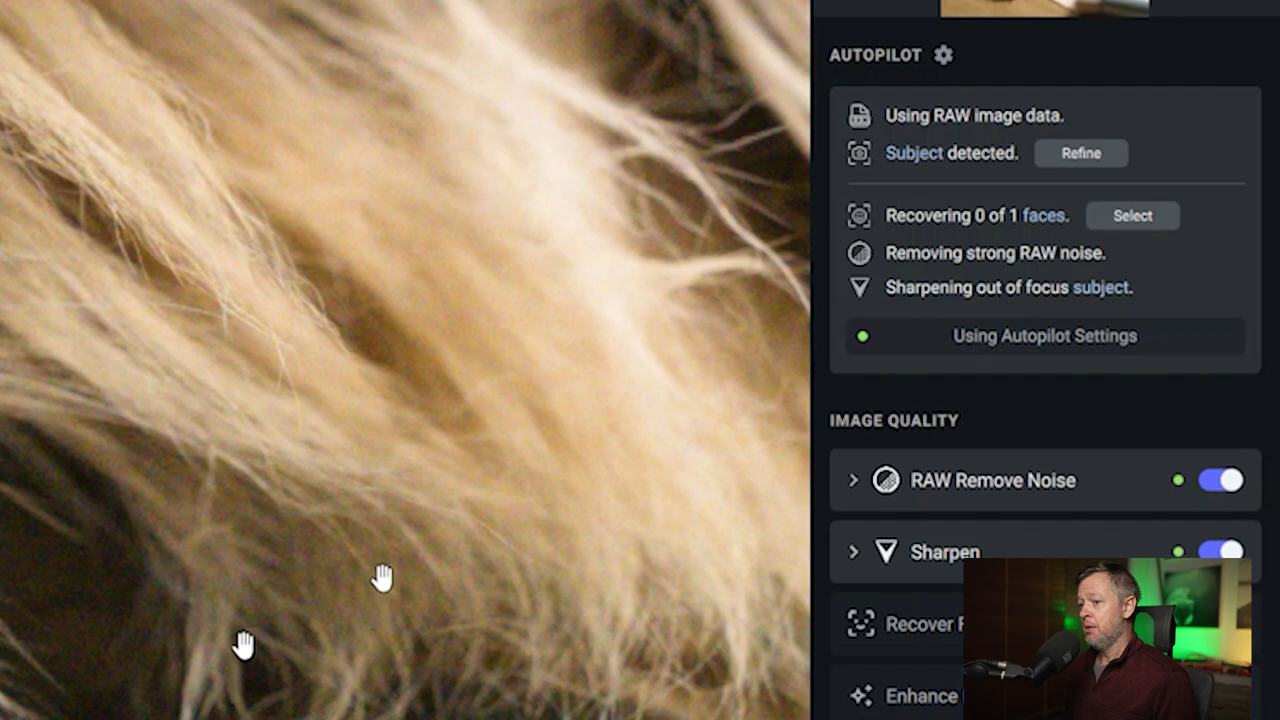 AUTOPILOT
Using RAW image data.
Subject detected. Refine
Recovering 0 of 1 faces. Select
Removing strong RAW noise.
Sharpening out of focus subject.
Using Autopilot Settings
IMAGE QUALITY
RAW Remove Noise
Sharpen
Recover
Enhance